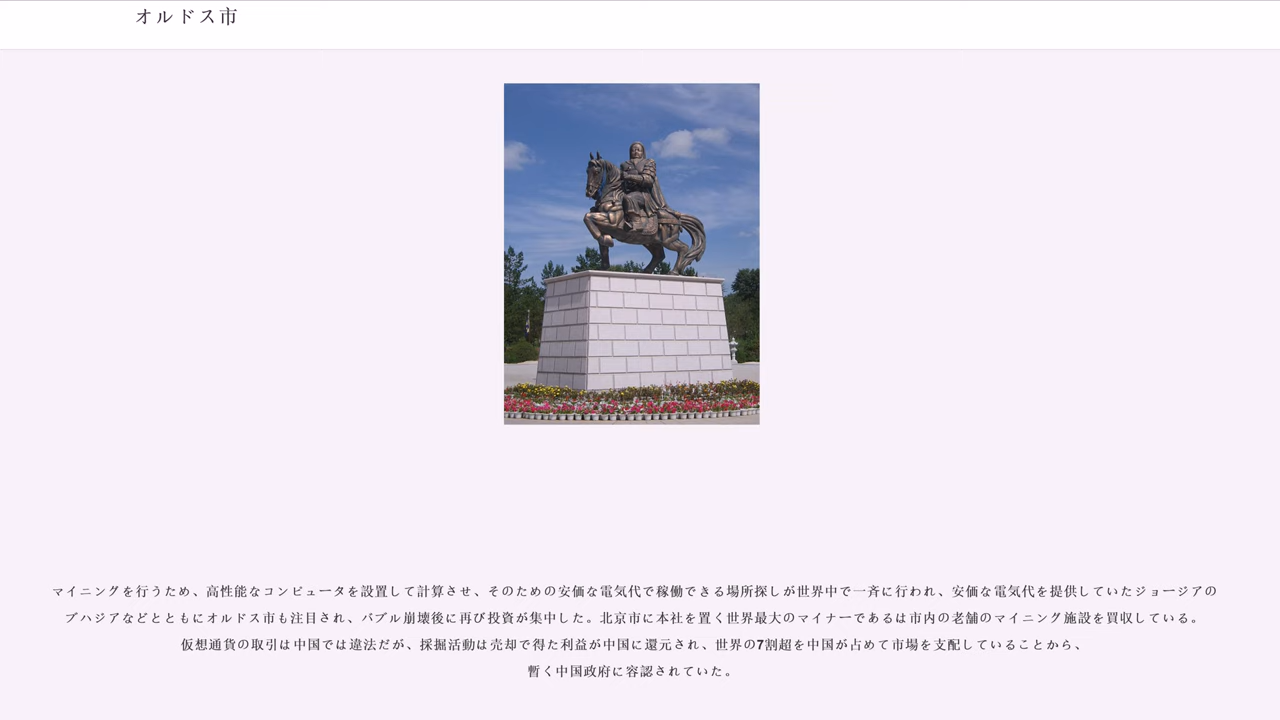 オルドス市
マイニングを行うため、高性能なコンピュータを設置して計算させ、そのための安価な電気代で稼働できる場所探しが世界中で一斉に行われ、安価な電気代を提供していたジョージアの
ブハジアなどとともにオルドス市も注目され、バブル崩壊後に再び投資が集中した。北京市に本社を置く世界最大のマイナーであるは市内の老舗のマイニング施設を買収している。
仮想通貨の取引は中国では違法だが、採掘活動は売却で得た利益が中国に還元され、世界の7割超を中国が占めて市場を支配していることから、
暫く中国政府に容認されていた。